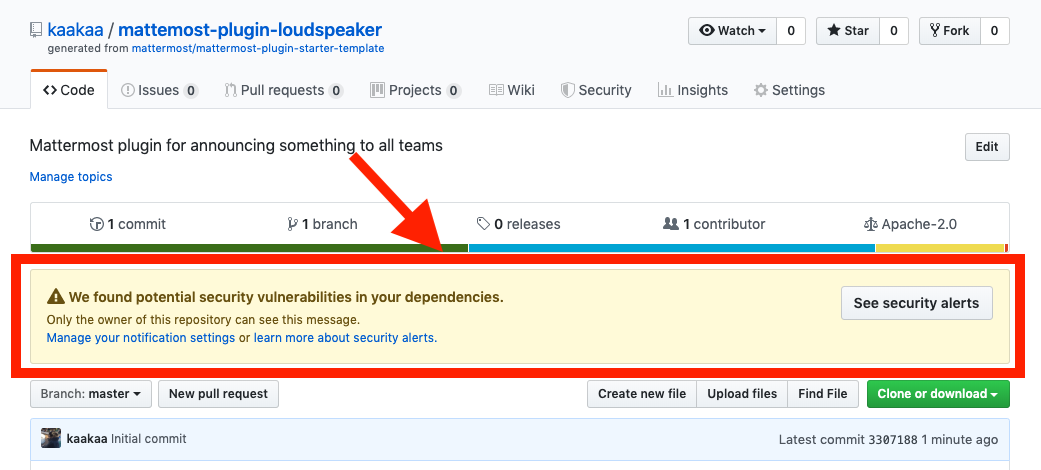 kaakaa / mattemost-plugin-loudspeaker
Watch 0 Star 0 Fork 0
generated from mattermost/mattermost-plugin-starter-template
Code Issues 0 Pull requests 0 Projects 0 Wiki Security Insights Settings
Mattermost plugin for announcing something to all teams
Edit
Manage topics
1 commit 1 branch 0 releases 1 contributor Apache-2.0
We found potential security vulnerabilities in your dependencies.
See security alerts
Only the owner of this repository can see this message.
Manage your notification settings or learn more about security alerts.
Branch: master New pull request Create new file Upload files Find File Clone or download
kaakaa Initial commit Latest commit 3307188 1 minute ago